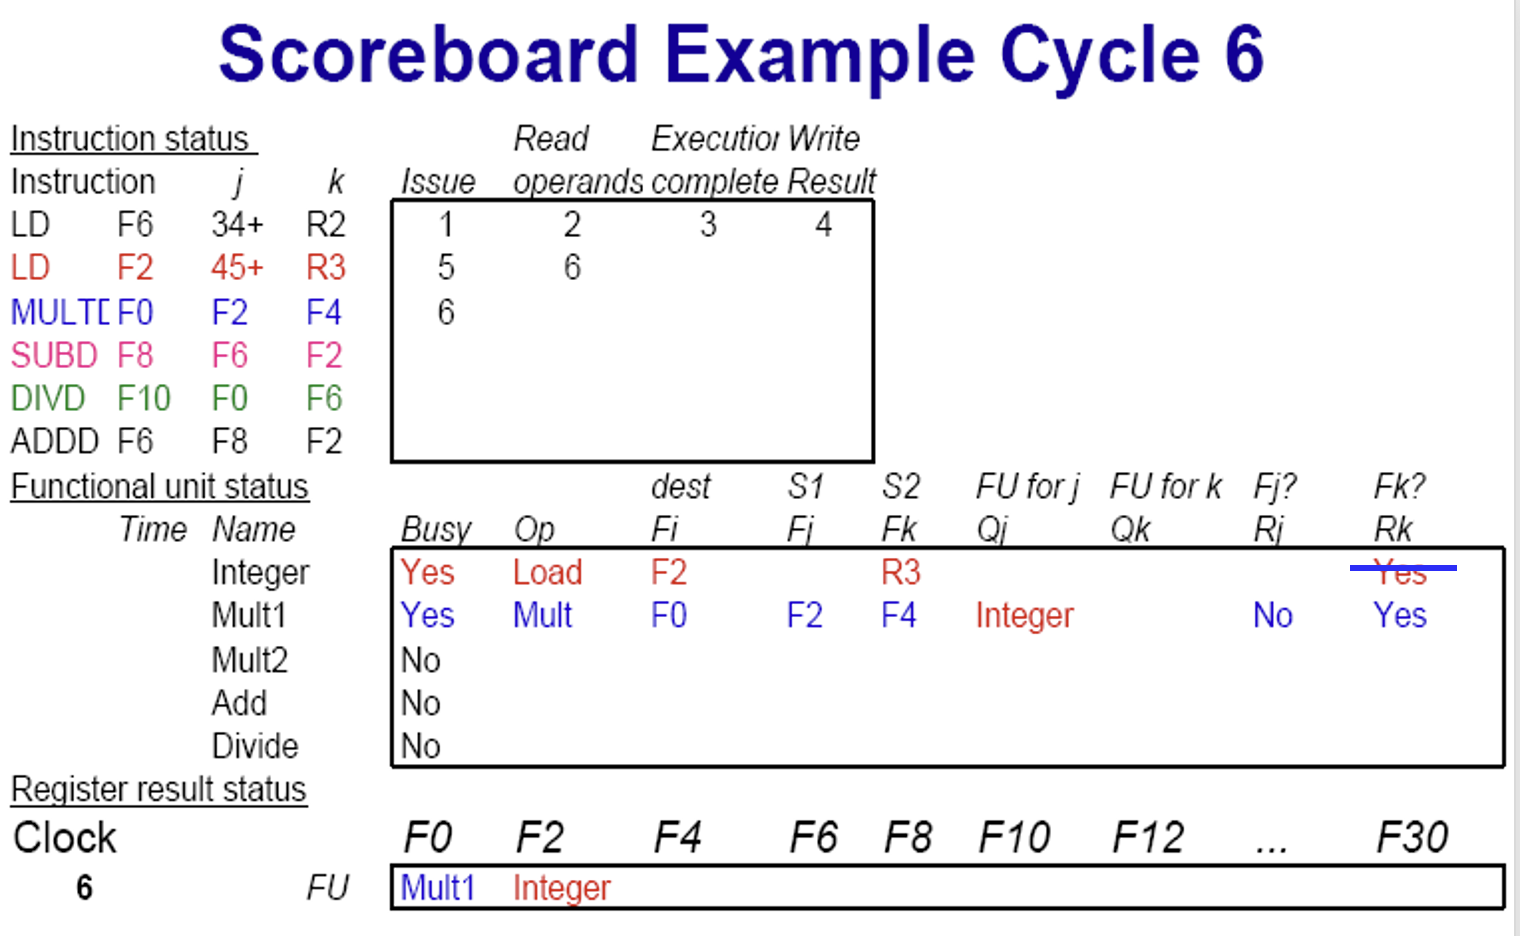 Scoreboard Example Cycle 6
Instruction status Read Execution Write
Instruction j k Issue operands complete Result
LD F6 34+ R2 1 2 3 4
LD F2 45+ R3 5 6
MULTD F0 F2 F4 6
SUBD F8 F6 F2
DIVD F10 F0 F6
ADDD F6 F8 F2
Functional unit status dest S1 S2 FU for j FU for k Fj? Fk?
Time Name Busy Op Fi Fj Fk Qj Qk Rj Rk
Integer Yes Load F2 R3 Yes
Mult1 Yes Mult F0 F2 F4 Integer No Yes
Mult2 No
Add No
Divide No
Register result status
Clock F0 F2 F4 F6 F8 F10 F12 ... F30
6 FU Mult1 Integer